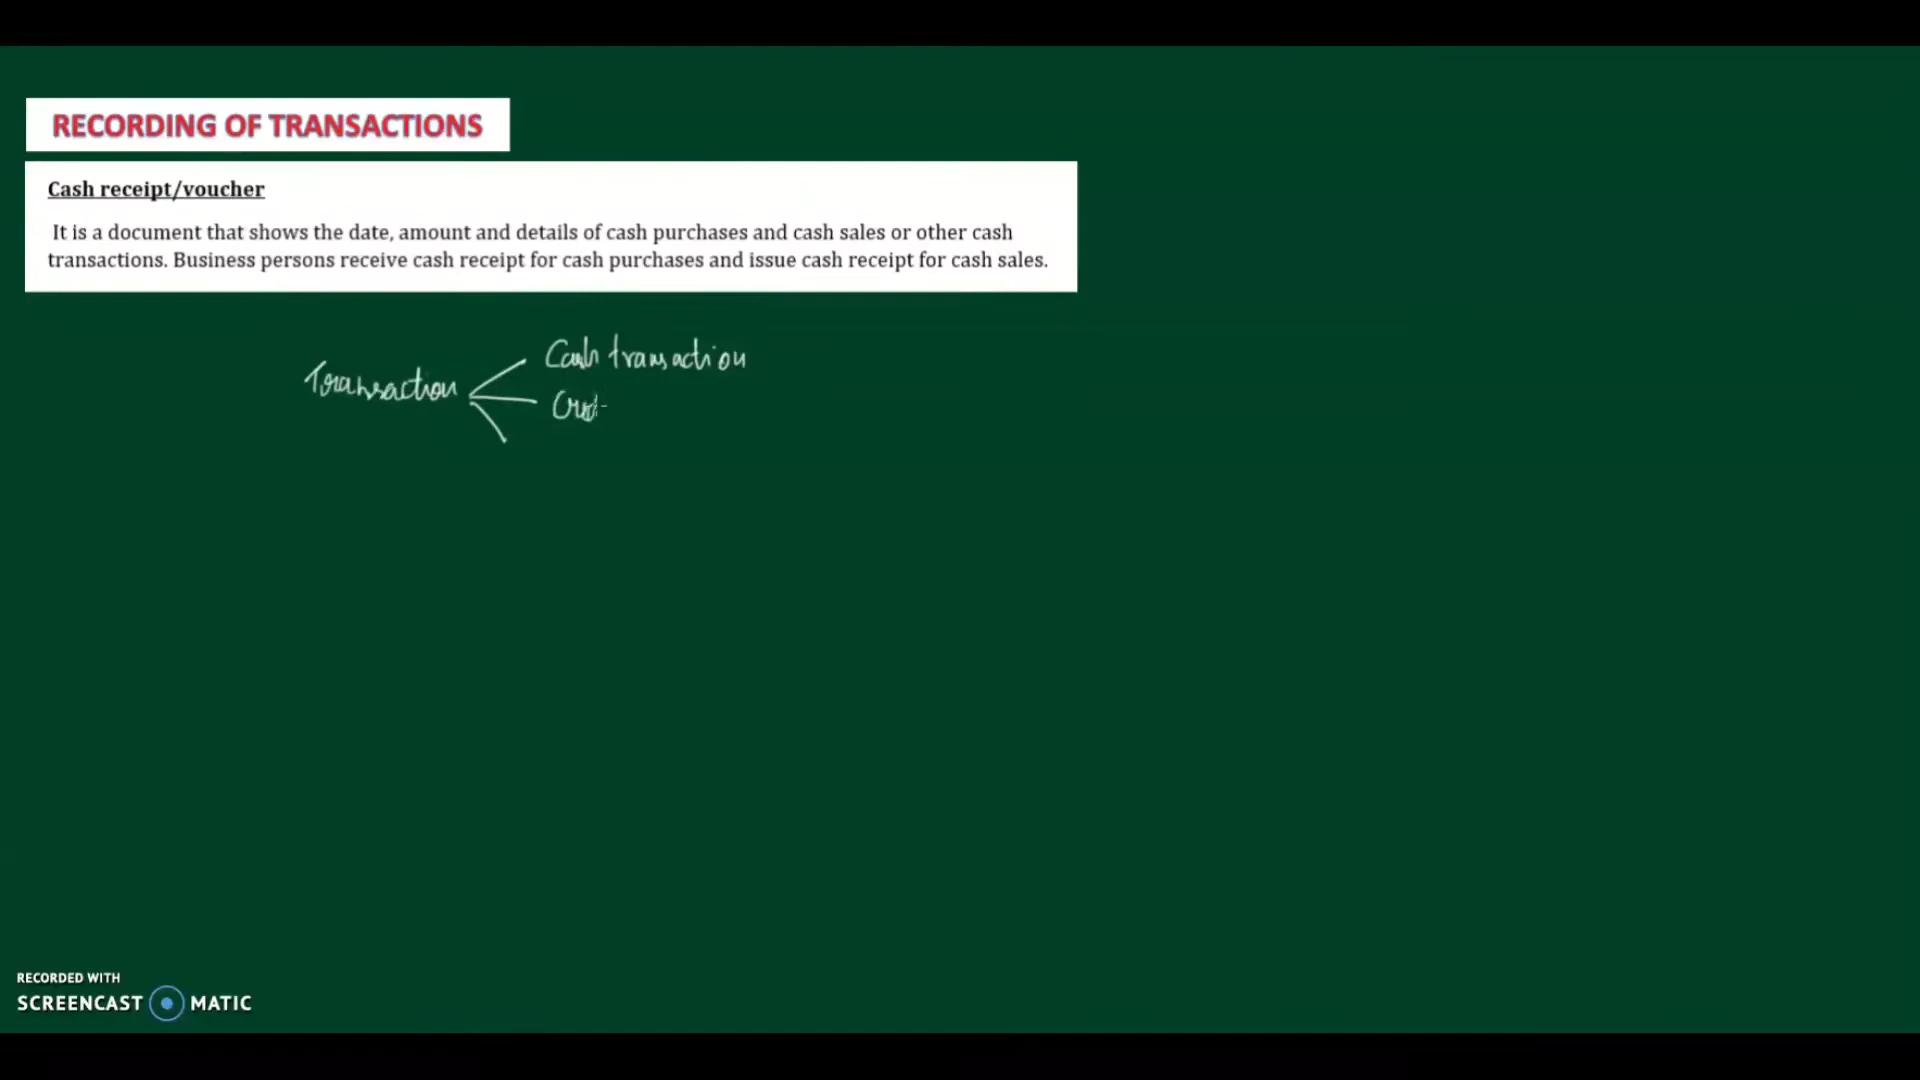 RECORDING OF TRANSACTIONS
Cash receipt/voucher
It is a document that shows the date, amount and details of cash purchases and cash sales or other cash
transactions. Business persons receive cash receipt for cash purchases and issue cash receipt for cash sales.
Cash transaction
Transaction
RECORDED WITH
SCREENCAST MATIC